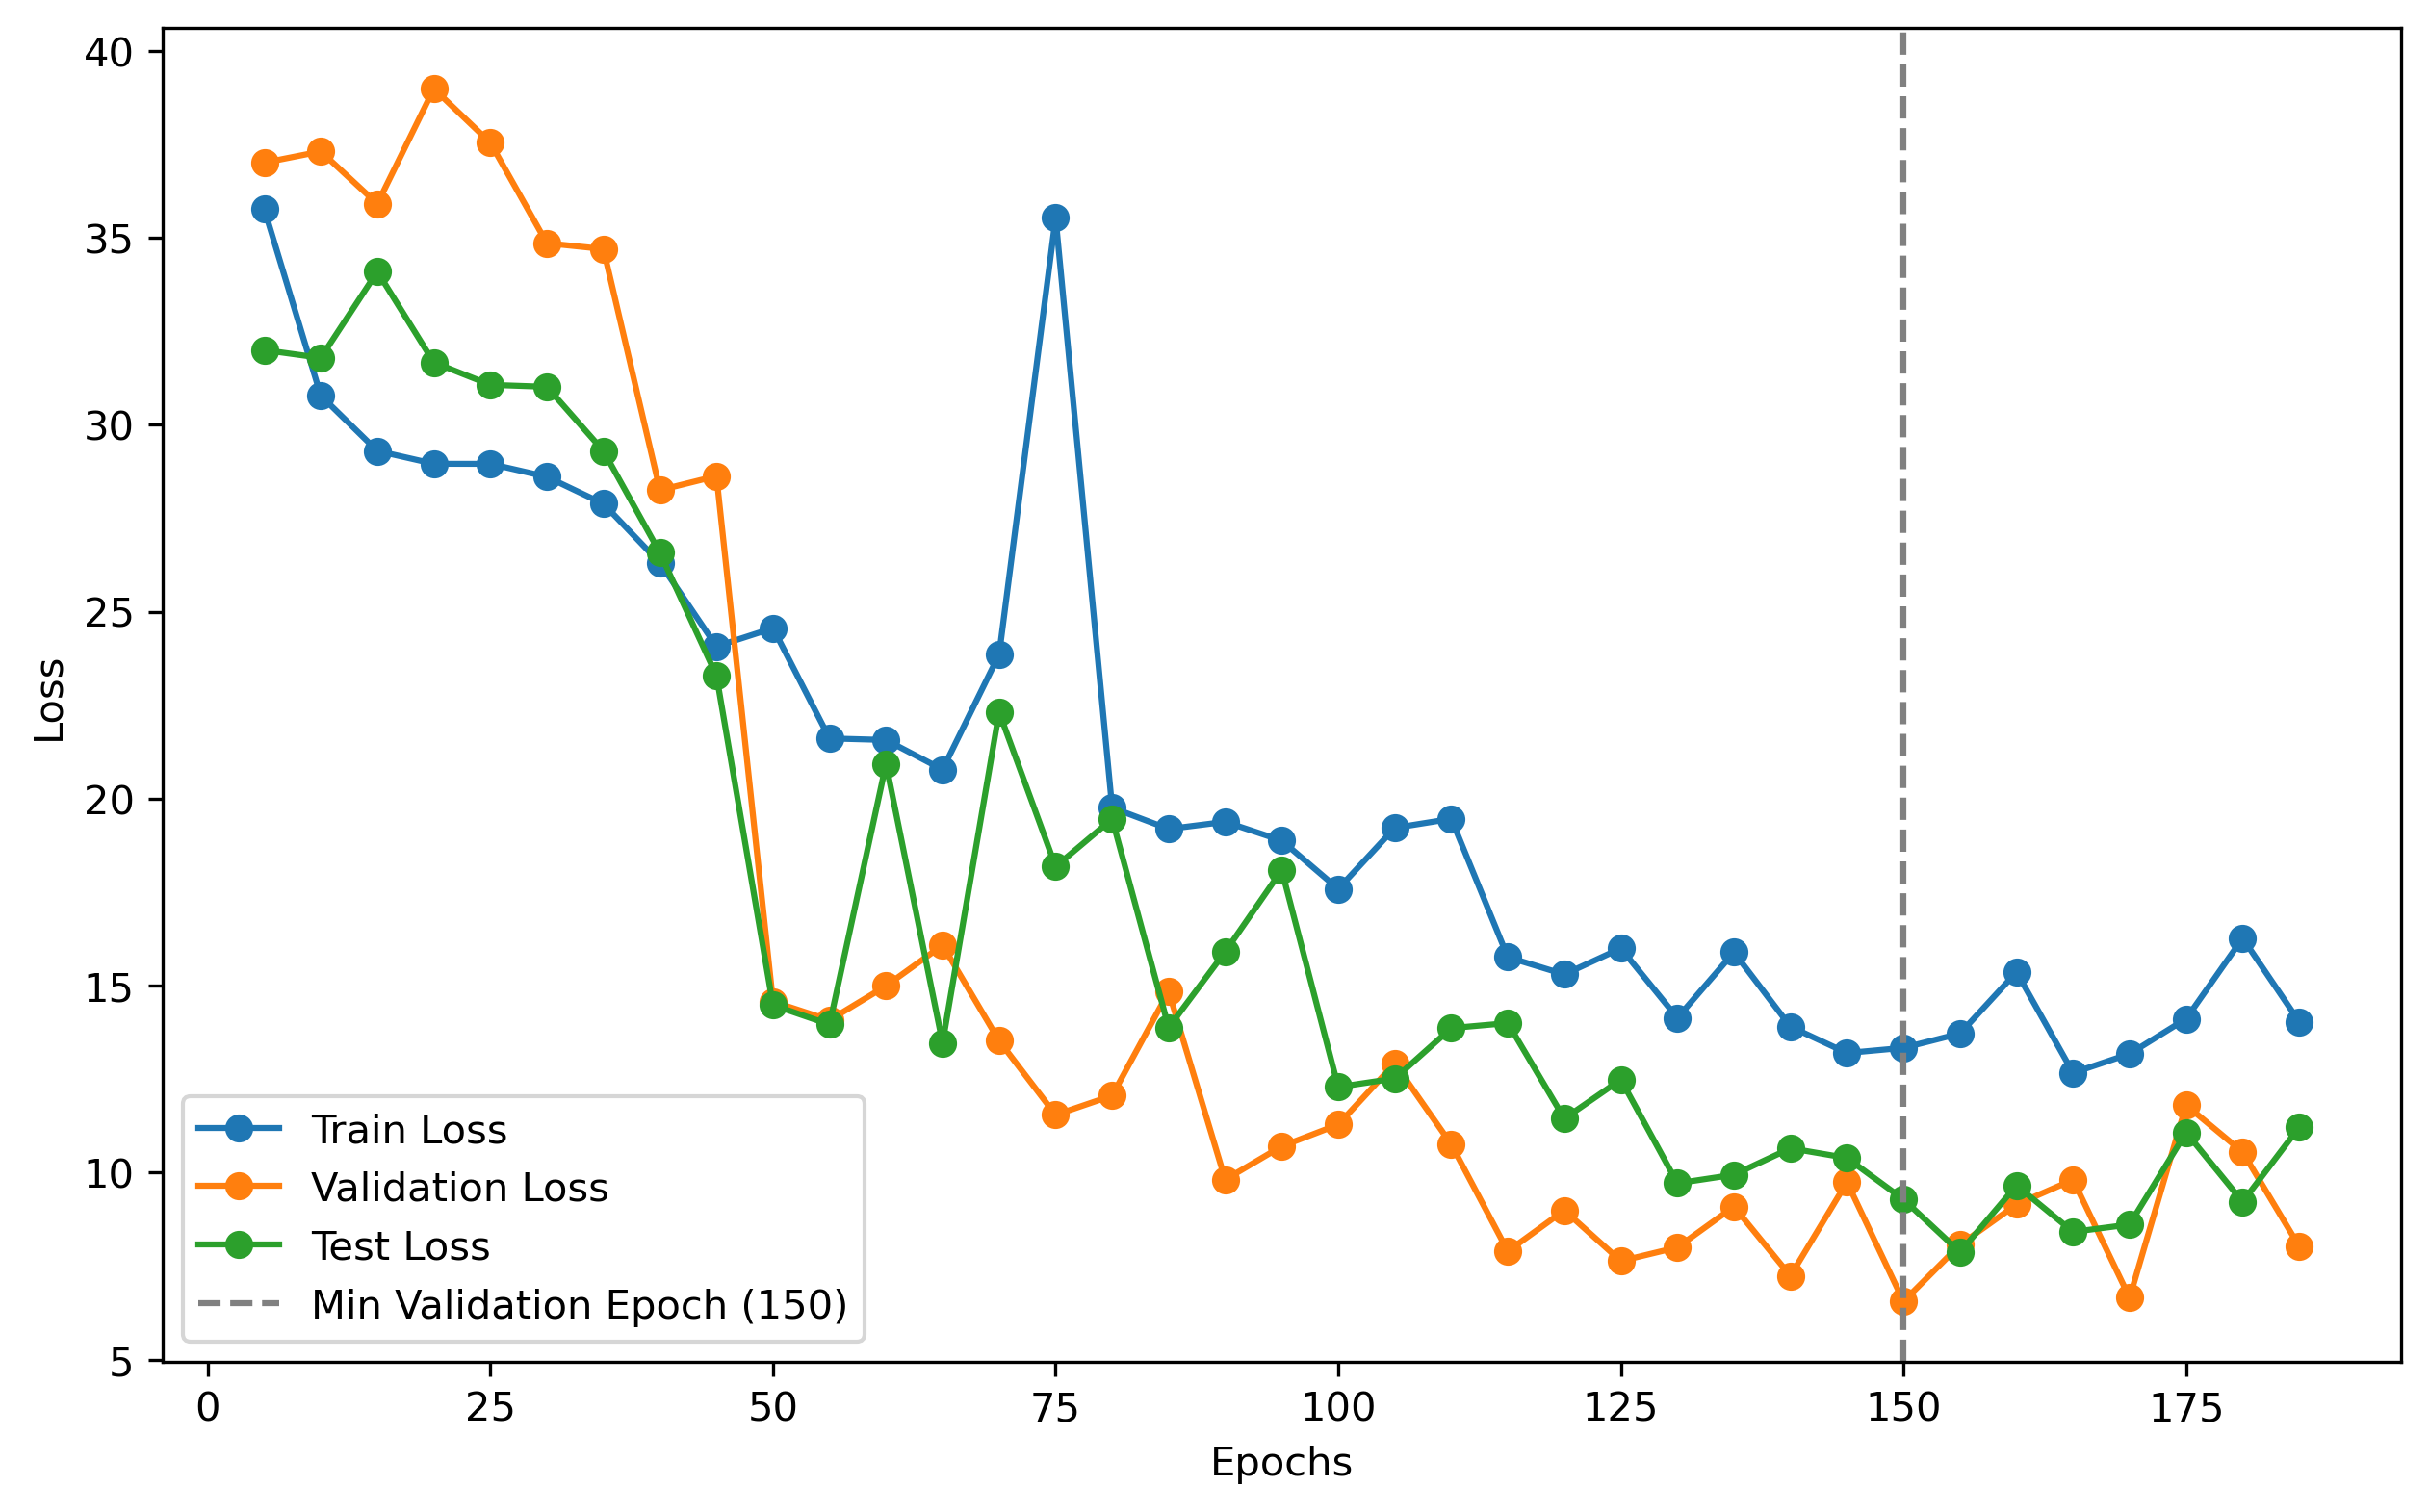 40
35
30
25
20
15
10
5
Loss
Train Loss
Validation Loss
Test Loss
Min Validation Epoch (150)
0 25 50 75 100 125 150 175
Epochs